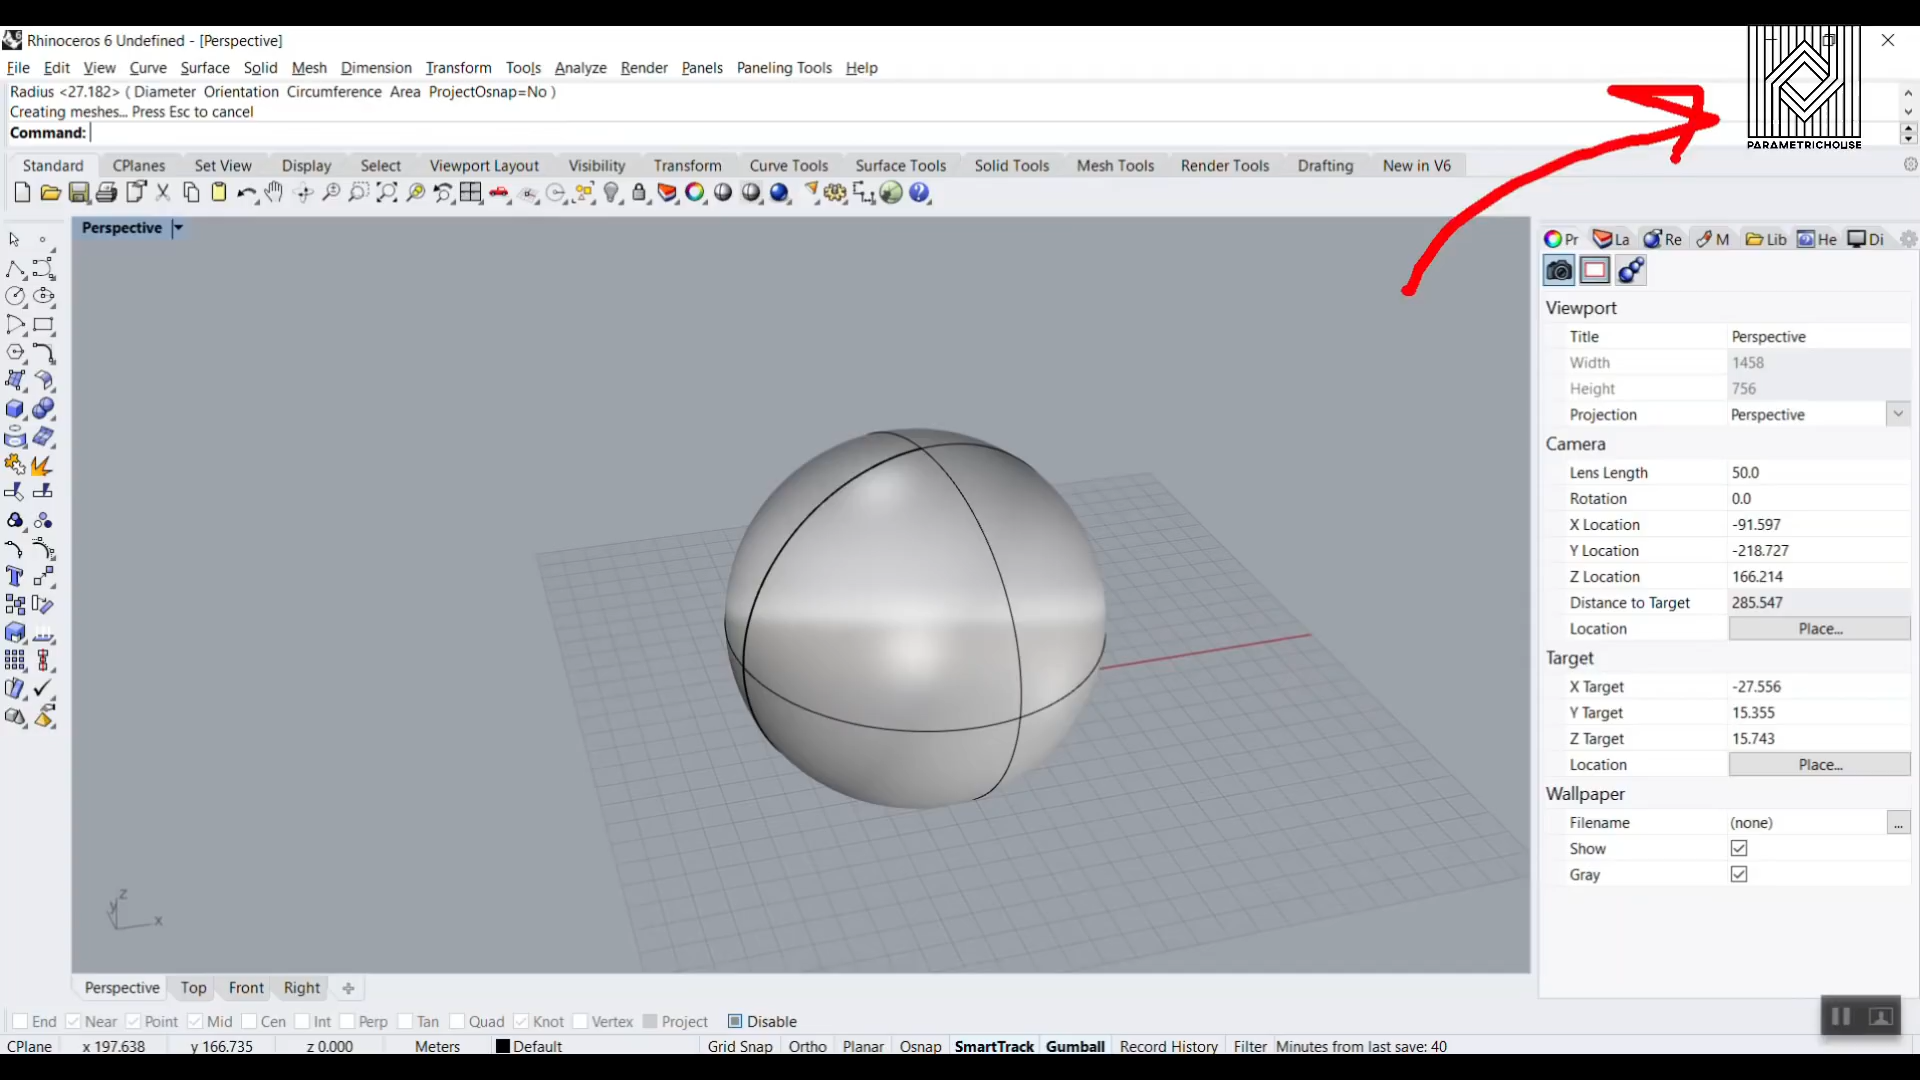 Rhinoceros 6 Undefined - [Perspective]
File Edit View Curve Surface Solid Mesh Dimension Transform Tools Analyze Render Panels Paneling Tools Help
Radius <27.182> ( Diameter Orientation Circumference Area ProjectOsnap=No )
Creating meshes... Press Esc to cancel
Command:
PARAMETRICHOUSE
Standard CPlanes Set View Display Select Viewport Layout Visibility Transform Curve Tools Surface Tools Solid Tools Mesh Tools Render Tools Drafting New in V6
Perspective
Pr La Re M Lib He Di
Viewport
Title Perspective
Width 1458
Height 756
Projection Perspective
Camera
Lens Length 50.0
Rotation 0.0
X Location -91.597
Y Location -218.727
Z Location 166.214
Distance to Target 285.547
Location Place...
Target
X Target -27.556
Y Target 15.355
Z Target 15.743
Location Place...
Wallpaper
Filename (none) ...
Show
Gray
z
y
x
Perspective Top Front Right
End Near Point Mid Cen Int Perp Tan Quad Knot Vertex Project Disable
CPlane x 197.638 y 166.735 z 0.000 Meters Default Grid Snap Ortho Planar Osnap SmartTrack Gumball Record History Filter Minutes from last save: 40